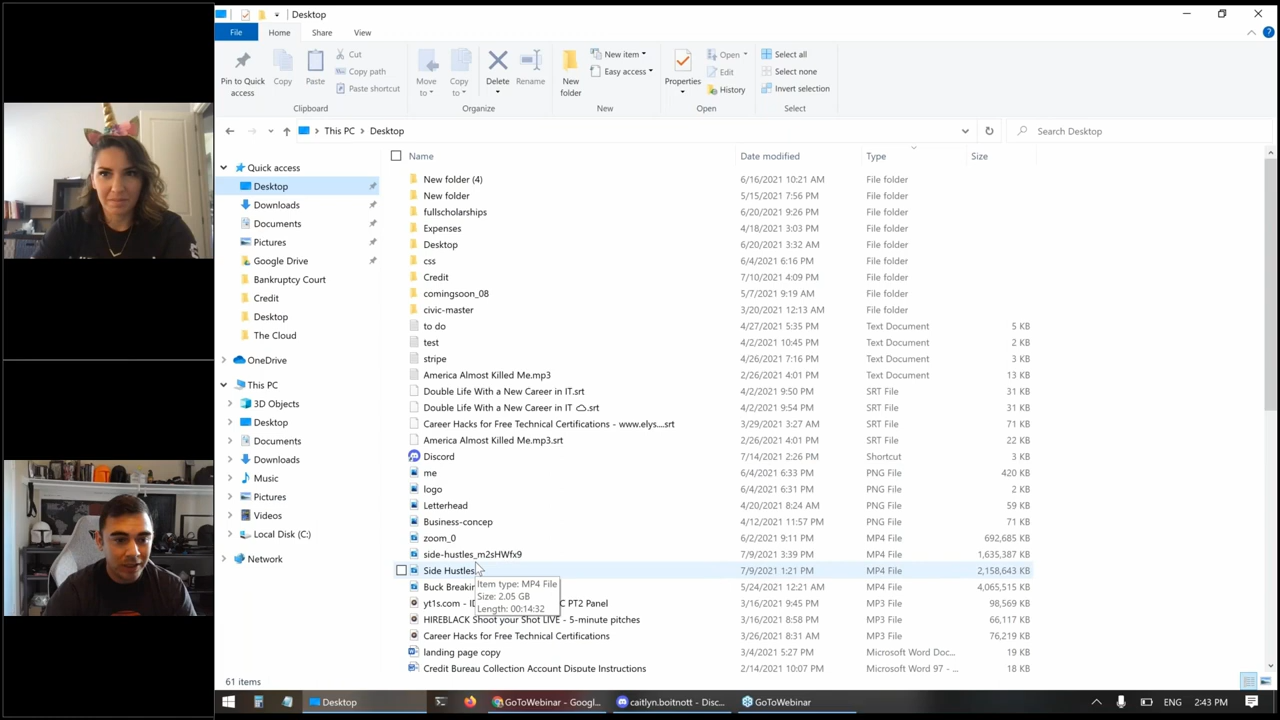 Desktop
File Home Share View
Pin to Quick access
Copy
Paste
Cut
Copy path
Paste shortcut
Move to
Copy to
Delete
Rename
New folder
New item
Easy access
Properties
Open
Edit
History
Select all
Select none
Invert selection
Clipboard Organize New Open Select
This PC > Desktop
Search Desktop
Quick access
Desktop
Downloads
Documents
Pictures
Google Drive
Bankruptcy Court
Credit
Desktop
The Cloud
OneDrive
This PC
3D Objects
Desktop
Documents
Downloads
Music
Pictures
Videos
Local Disk (C:)
Network
Name Date modified Type Size
New folder (4) 6/16/2021 10:21 AM File folder
New folder 5/15/2021 7:56 PM File folder
fullscholarships 6/20/2021 9:26 PM File folder
Expenses 4/18/2021 3:03 PM File folder
Desktop 6/20/2021 3:32 AM File folder
css 6/4/2021 6:16 PM File folder
Credit 7/10/2021 4:09 PM File folder
comingsoon_08 5/7/2021 9:19 AM File folder
civic-master 3/20/2021 12:13 AM File folder
to do 4/27/2021 5:35 PM Text Document 5 KB
test 4/2/2021 10:45 PM Text Document 2 KB
stripe 4/26/2021 7:16 PM Text Document 3 KB
America Almost Killed Me.mp3 2/26/2021 4:01 PM Text Document 13 KB
Double Life With a New Career in IT.srt 4/2/2021 9:50 PM SRT File 31 KB
Double Life With a New Career in IT .srt 4/2/2021 9:54 PM SRT File 31 KB
Career Hacks for Free Technical Certifications - www.elys....srt 3/29/2021 3:27 AM SRT File 71 KB
America Almost Killed Me.mp3.srt 2/26/2021 4:01 PM SRT File 22 KB
Discord 7/14/2021 2:26 PM Shortcut 3 KB
me 6/4/2021 6:33 PM PNG File 420 KB
logo 6/4/2021 6:31 PM PNG File 2 KB
Letterhead 4/20/2021 8:24 AM PNG File 59 KB
Business-concep 4/12/2021 11:57 PM PNG File 71 KB
zoom_0 6/2/2021 9:11 PM MP4 File 692,685 KB
side-hustles_m2sHWfx9 7/9/2021 3:39 PM MP4 File 1,635,387 KB
Side Hustles 7/9/2021 1:21 PM MP4 File 2,158,643 KB
Buck Breakin 5/24/2021 12:21 AM MP4 File 4,065,515 KB
Item type: MP4 File
Size: 2.05 GB
Length: 00:14:32
yt1s.com - I C PT2 Panel 3/16/2021 9:45 PM MP3 File 98,569 KB
HIREBLACK Shoot your Shot LIVE - 5-minute pitches 3/16/2021 8:58 PM MP3 File 66,117 KB
Career Hacks for Free Technical Certifications 3/26/2021 8:31 AM MP3 File 76,219 KB
landing page copy 3/4/2021 5:27 PM Microsoft Word Doc... 19 KB
Credit Bureau Collection Account Dispute Instructions 2/14/2021 10:07 PM Microsoft Word 97 - ... 18 KB
61 items
Desktop
GoToWebinar - Googl...
caitlyn.boitnott - Disc...
GoToWebinar
ENG 2:43 PM